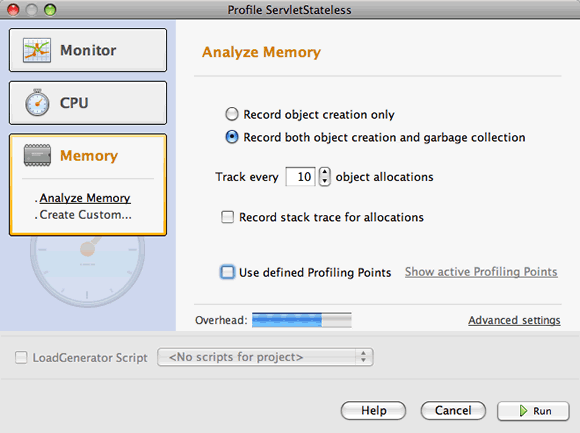 Profile ServletStateless
Monitor
CPU
Memory
. Analyze Memory
. Create Custom...
Analyze Memory
Record object creation only
Record both object creation and garbage collection
Track every 10 object allocations
Record stack trace for allocations
Use defined Profiling Points Show active Profiling Points
Overhead: Advanced settings
LoadGenerator Script <No scripts for project>
Help Cancel Run